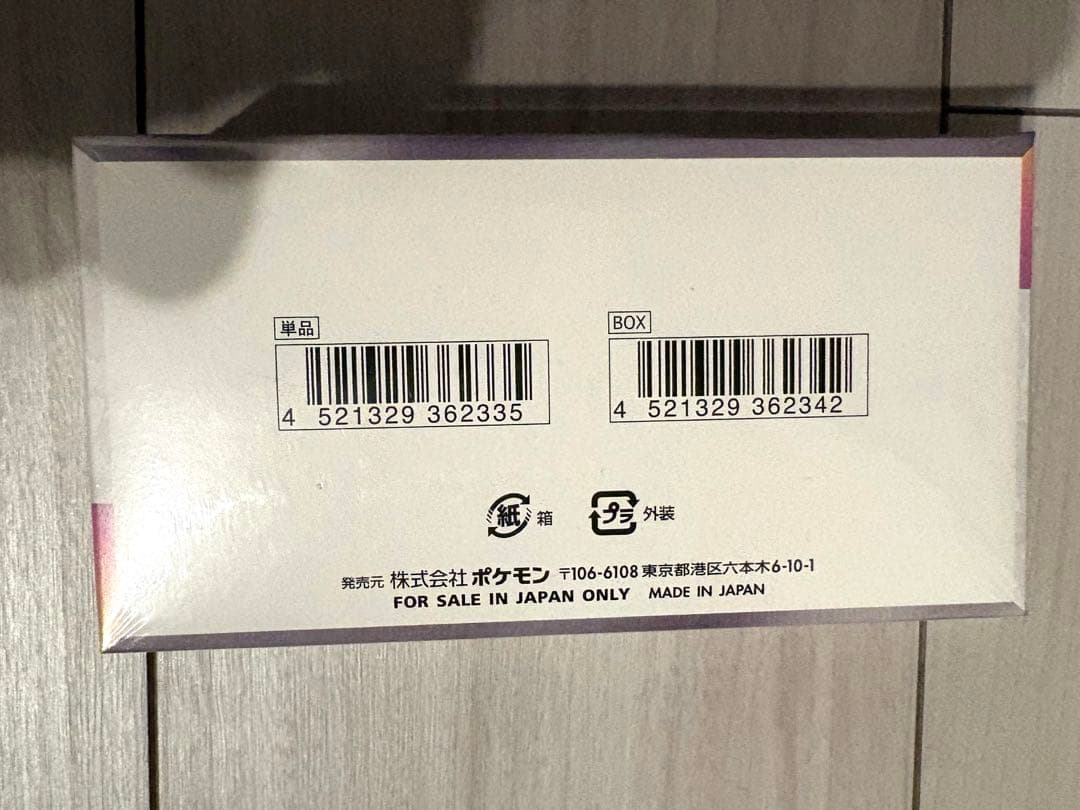 単品
4 521329 362335
BOX
4 521329 362342
紙 箱
プラ 外装
発売元 株式会社 ポケモン 〒106-6108 東京都港区六本木6-10-1
FOR SALE IN JAPAN ONLY MADE IN JAPAN